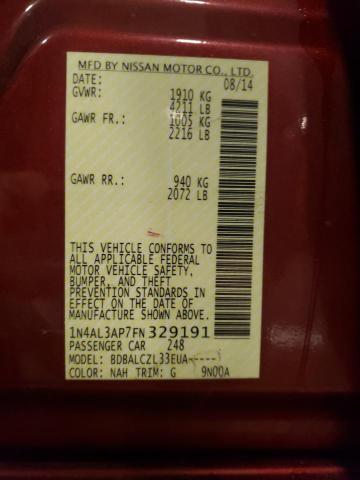 MFD BY NISSAN MOTOR CO., LTD.
DATE: 08/14
GVWR: 1910 KG
4211 LB
GAWR FR.: 1005 KG
2216 LB
GAWR RR.: 940 KG
2072 LB
THIS VEHICLE CONFORMS TO
ALL APPLICABLE FEDERAL
MOTOR VEHICLE SAFETY,
BUMPER, AND THEFT
PREVENTION STANDARDS IN
EFFECT ON THE DATE OF
MANUFACTURE SHOWN ABOVE.
1N4AL3AP7FN329191
PASSENGER CAR 248
MODEL: BDBALCZL33EUA-----
COLOR: NAH TRIM: G 9N00A